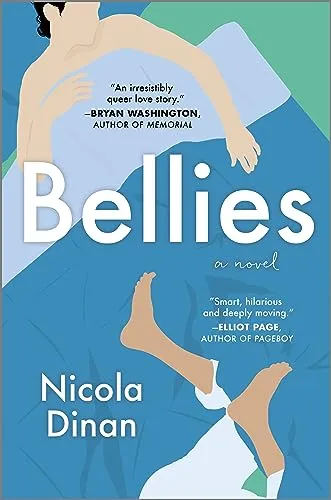 "An irresistibly
queer love story."
—BRYAN WASHINGTON,
AUTHOR OF MEMORIAL
Bellies
a novel
"Smart, hilarious
and deeply moving."
—ELLIOT PAGE,
AUTHOR OF PAGEBOY
Nicola
Dinan